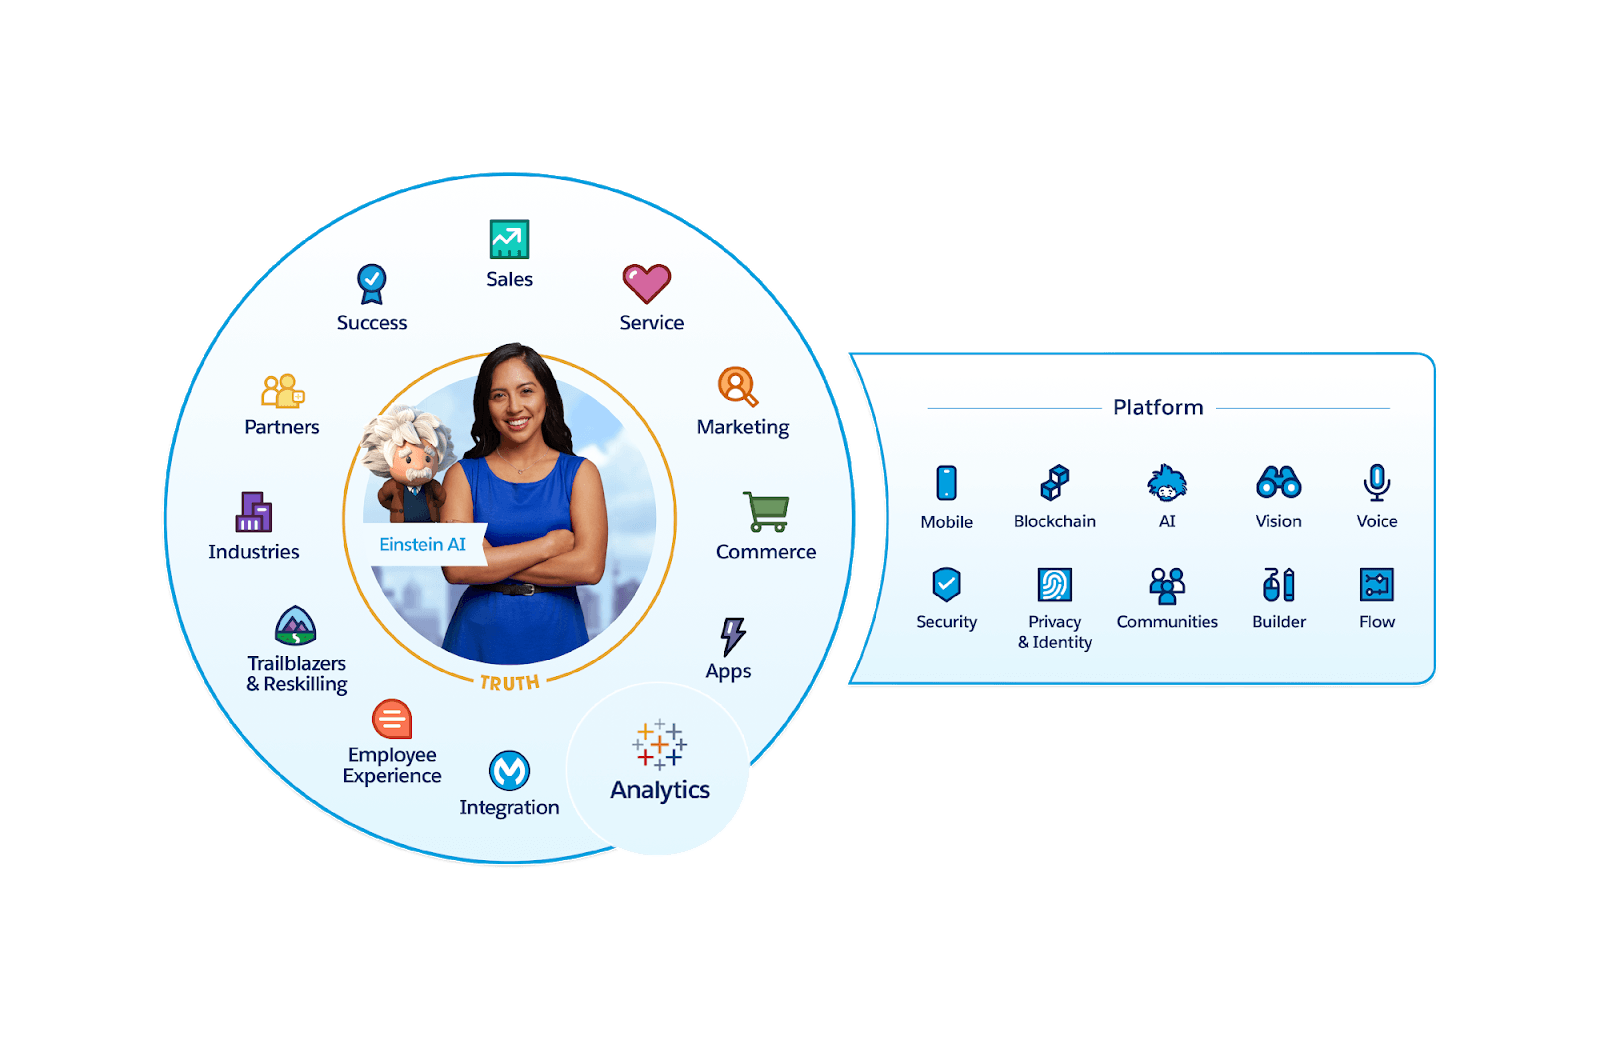 Sales
Success
Service
Partners
Marketing
Einstein AI
Industries
Commerce
Trailblazers
& Reskilling
TRUTH
Apps
Employee
Experience
Integration
Analytics
Platform
Mobile
Blockchain
AI
Vision
Voice
Security
Privacy
& Identity
Communities
Builder
Flow